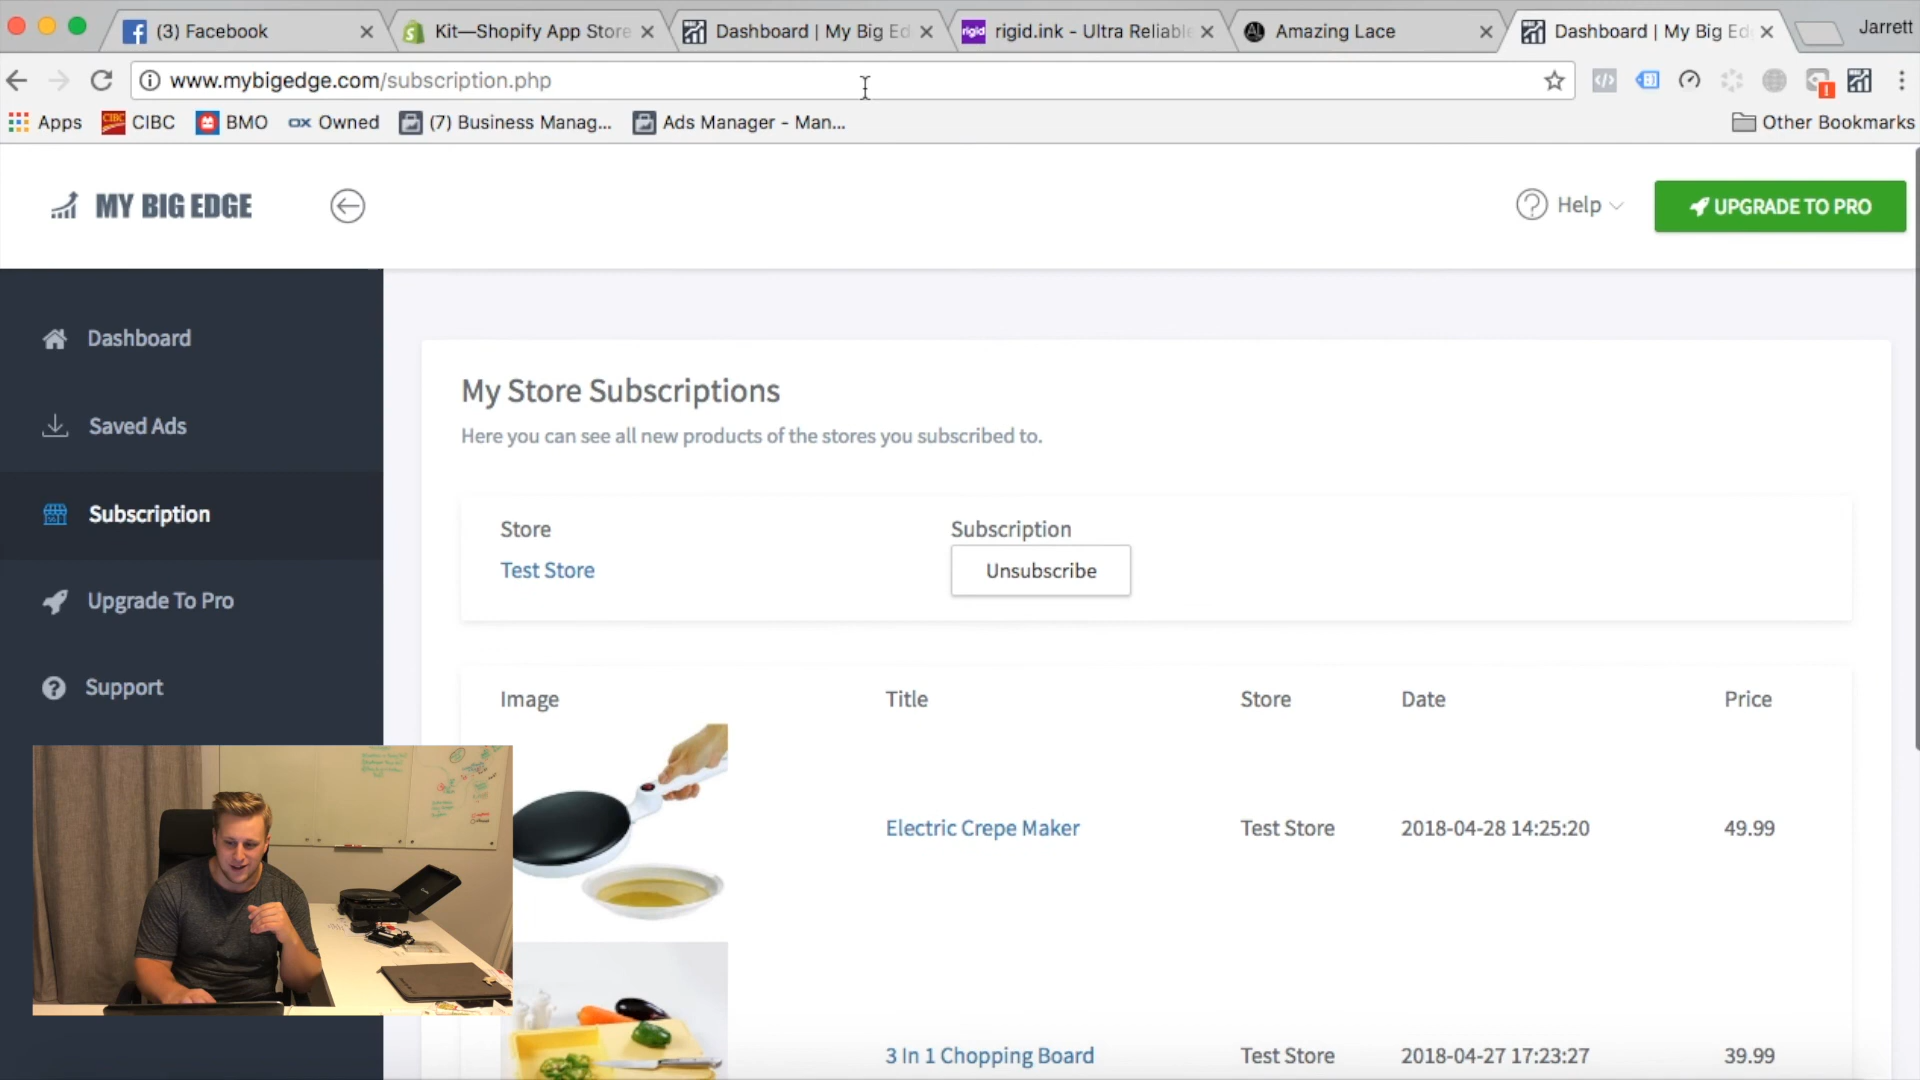 (3) Facebook
Kit—Shopify App Store
Dashboard | My Big Ed
rigid
rigid.ink - Ultra Reliable
AL
Amazing Lace
Dashboard | My Big Ed
Jarrett
www.mybigedge.com/subscription.php
Apps
CIBC
CIBC
BMO
OX Owned
(7) Business Manag...
Ads Manager - Man...
Other Bookmarks
MY BIG EDGE
Help
UPGRADE TO PRO
Dashboard
Saved Ads
Subscription
Upgrade To Pro
Support
My Store Subscriptions
Here you can see all new products of the stores you subscribed to.
Store
Subscription
Test Store
Unsubscribe
Image
Title
Store
Date
Price
Electric Crepe Maker
Test Store
2018-04-28 14:25:20
49.99
3 In 1 Chopping Board
Test Store
2018-04-27 17:23:27
39.99